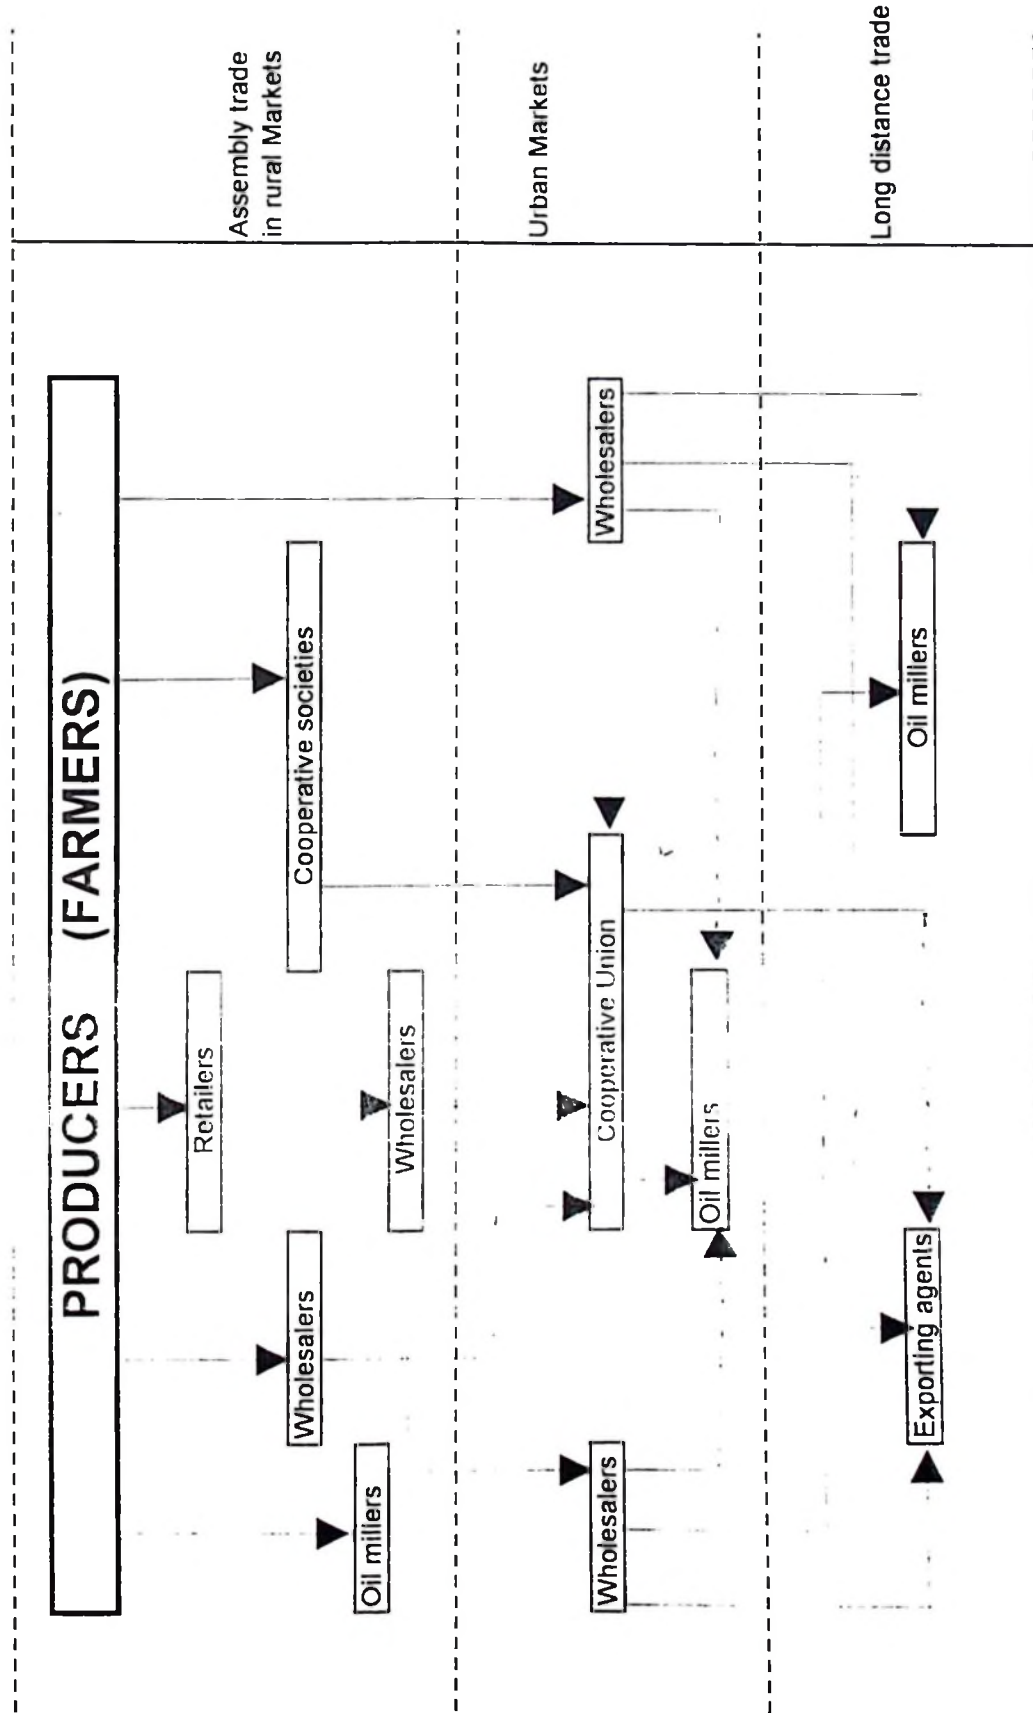 PRODUCERS (FARMERS)
Assembly trade
in rural Markets
Retailers
Oil millers
Wholesalers
Cooperative societies
Wholesalers
Urban Markets
Wholesalers
Cooperative Union
Wholesalers
Oil millers
Long distance trade
Exporting agents
Oil millers